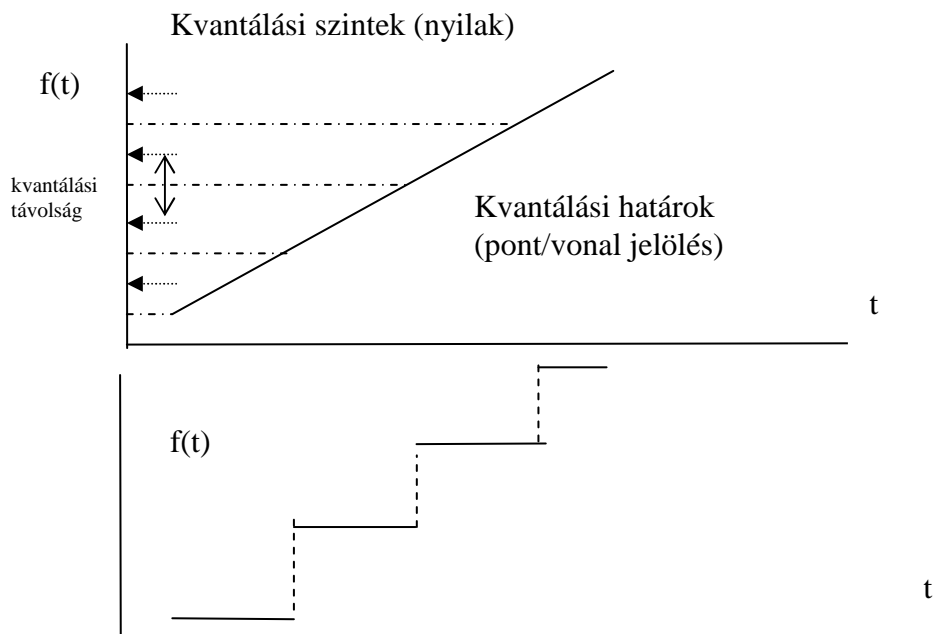 Kvantálási szintek (nyilak)
f(t)
kvantálási
távolság
Kvantálási határok
(pont/vonal jelölés)
t
f(t)
t